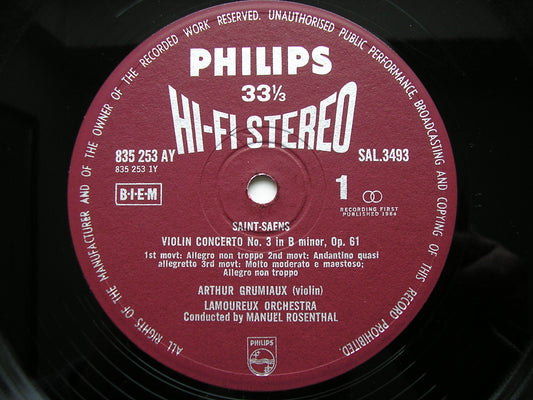 ALL RIGHTS OF THE MANUFACTURER AND OF THE OWNER OF THE RECORDED WORK RESERVED. UNAUTHORISED PUBLIC PERFORMANCE, BROADCASTING AND COPYING OF THIS RECORD PROHIBITED.
PHILIPS
33⅓
HI-FI STEREO
835 253 AY
835 253 1Y
SAL.3493
B·I·E·M
1
RECORDING FIRST
PUBLISHED 1964
SAINT-SAENS
VIOLIN CONCERTO No. 3 in B minor, Op. 61
1st movt: Allegro non troppo 2nd movt: Andantino quasi
allegretto 3rd movt: Molto moderato e maestoso;
Allegro non troppo
ARTHUR GRUMIAUX (violin)
LAMOUREUX ORCHESTRA
Conducted by MANUEL ROSENTHAL
PHILIPS